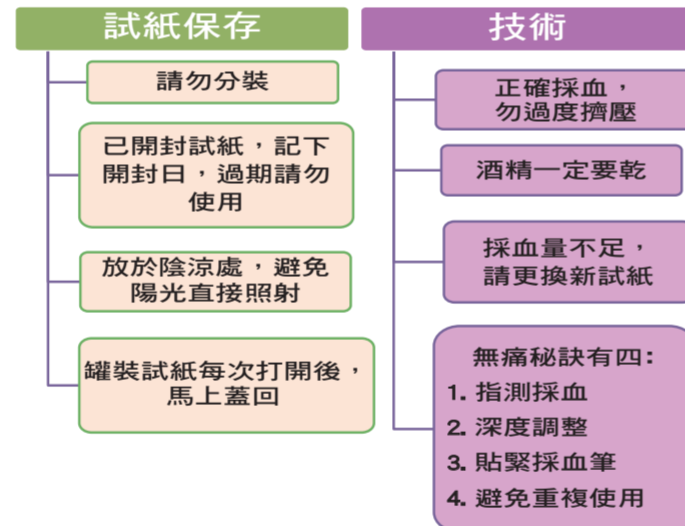 試紙保存
請勿分裝
已開封試紙，記下
開封日，過期請勿
使用
放於陰涼處，避免
陽光直接照射
罐裝試紙每次打開後，
馬上蓋回
技術
正確採血，
勿過度擠壓
酒精一定要乾
採血量不足，
請更換新試紙
無痛秘訣有四:
1. 指測採血
2. 深度調整
3. 貼緊採血筆
4. 避免重複使用